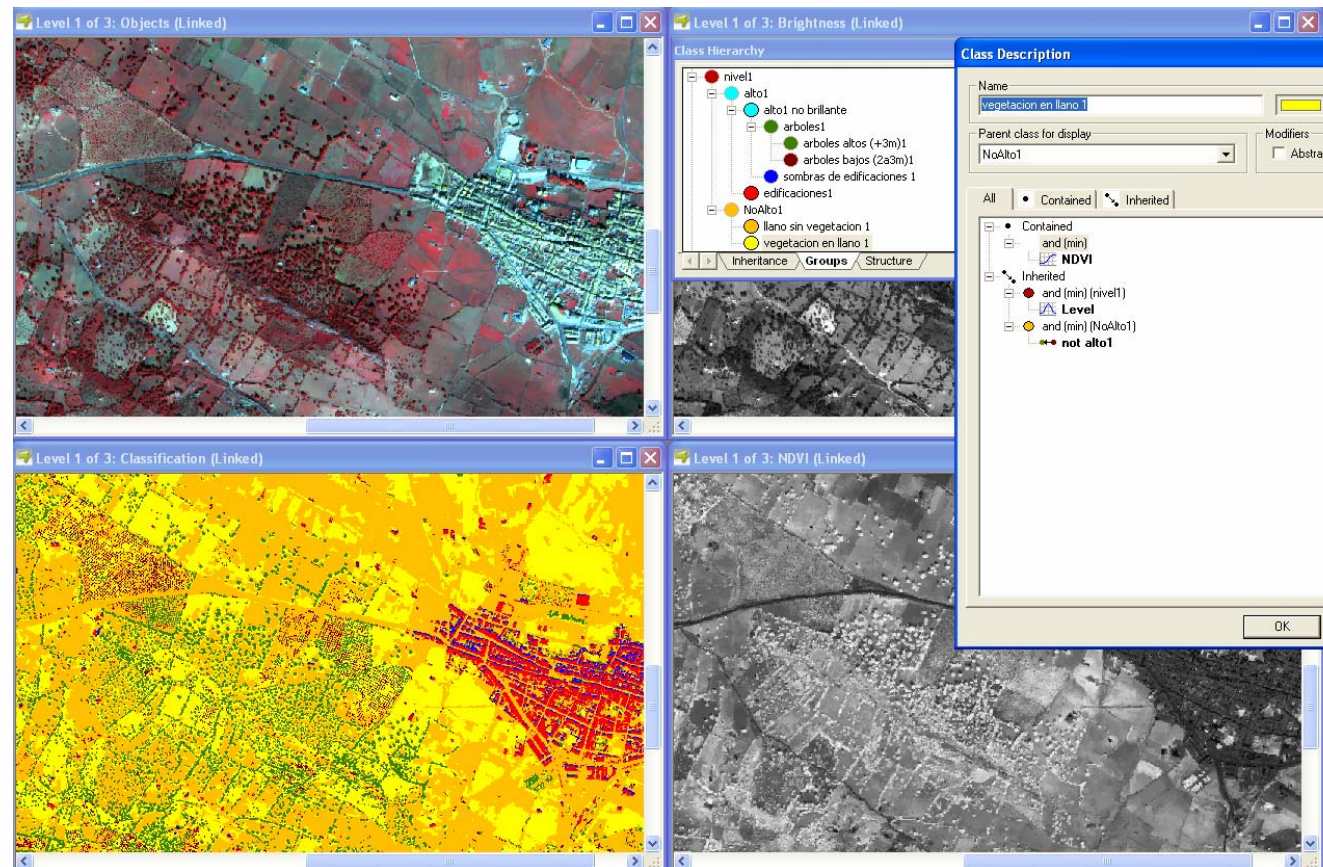 Level 1 of 3: Objects (Linked)
Level 1 of 3: Brightness (Linked)
Class Hierarchy
nivel1
alto1
alto1 no brillante
arboles1
arboles altos (+3m)1
arboles bajos (2a3m)1
sombras de edificaciones 1
edificaciones1
NoAlto1
llano sin vegetacion 1
vegetacion en llano 1
Inheritance Groups Structure
Class Description
Name
vegetacion en llano 1
Parent class for display
Modifiers
NoAlto1
Abstra
All Contained Inherited
Contained
and (min)
NDVI
Inherited
and (min) (nivel1)
Level
and (min) (NoAlto1)
not alto1
OK
Level 1 of 3: Classification (Linked)
Level 1 of 3: NDVI (Linked)